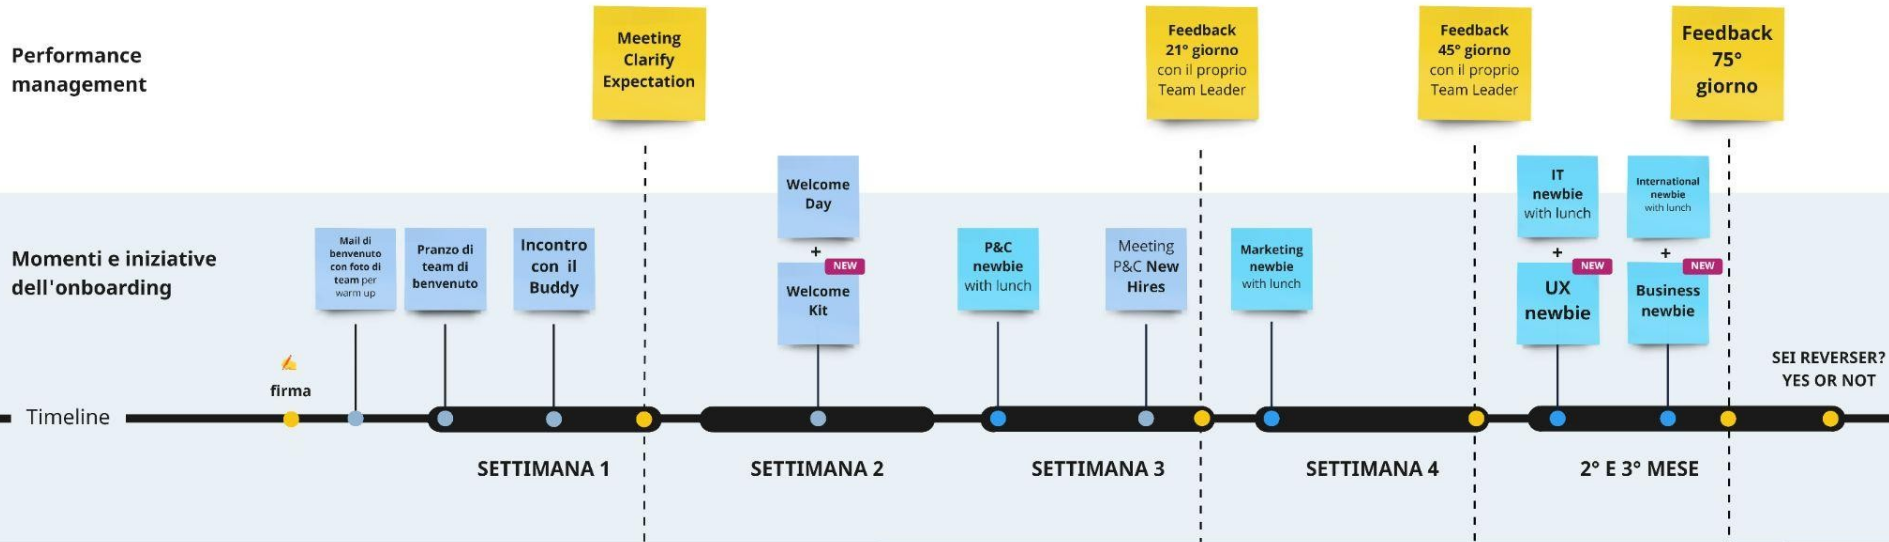 Performance
management
Meeting
Clarify
Expectation
Feedback
21° giorno
con il proprio
Team Leader
Feedback
45° giorno
con il proprio
Team Leader
Feedback
75°
giorno
Momenti e iniziative
dell'onboarding
Mail di
benvenuto
con foto di
team per
warm up
Pranzo di
team di
benvenuto
Incontro
con il
Buddy
Welcome
Day
+
NEW
Welcome
Kit
P&C
newbie
with lunch
Meeting
P&C New
Hires
Marketing
newbie
with lunch
IT
newbie
with lunch
+
NEW
UX
newbie
International
newbie
with lunch
+
NEW
Business
newbie
firma
SEI REVERSER?
YES OR NOT
Timeline
SETTIMANA 1
SETTIMANA 2
SETTIMANA 3
SETTIMANA 4
2° E 3° MESE